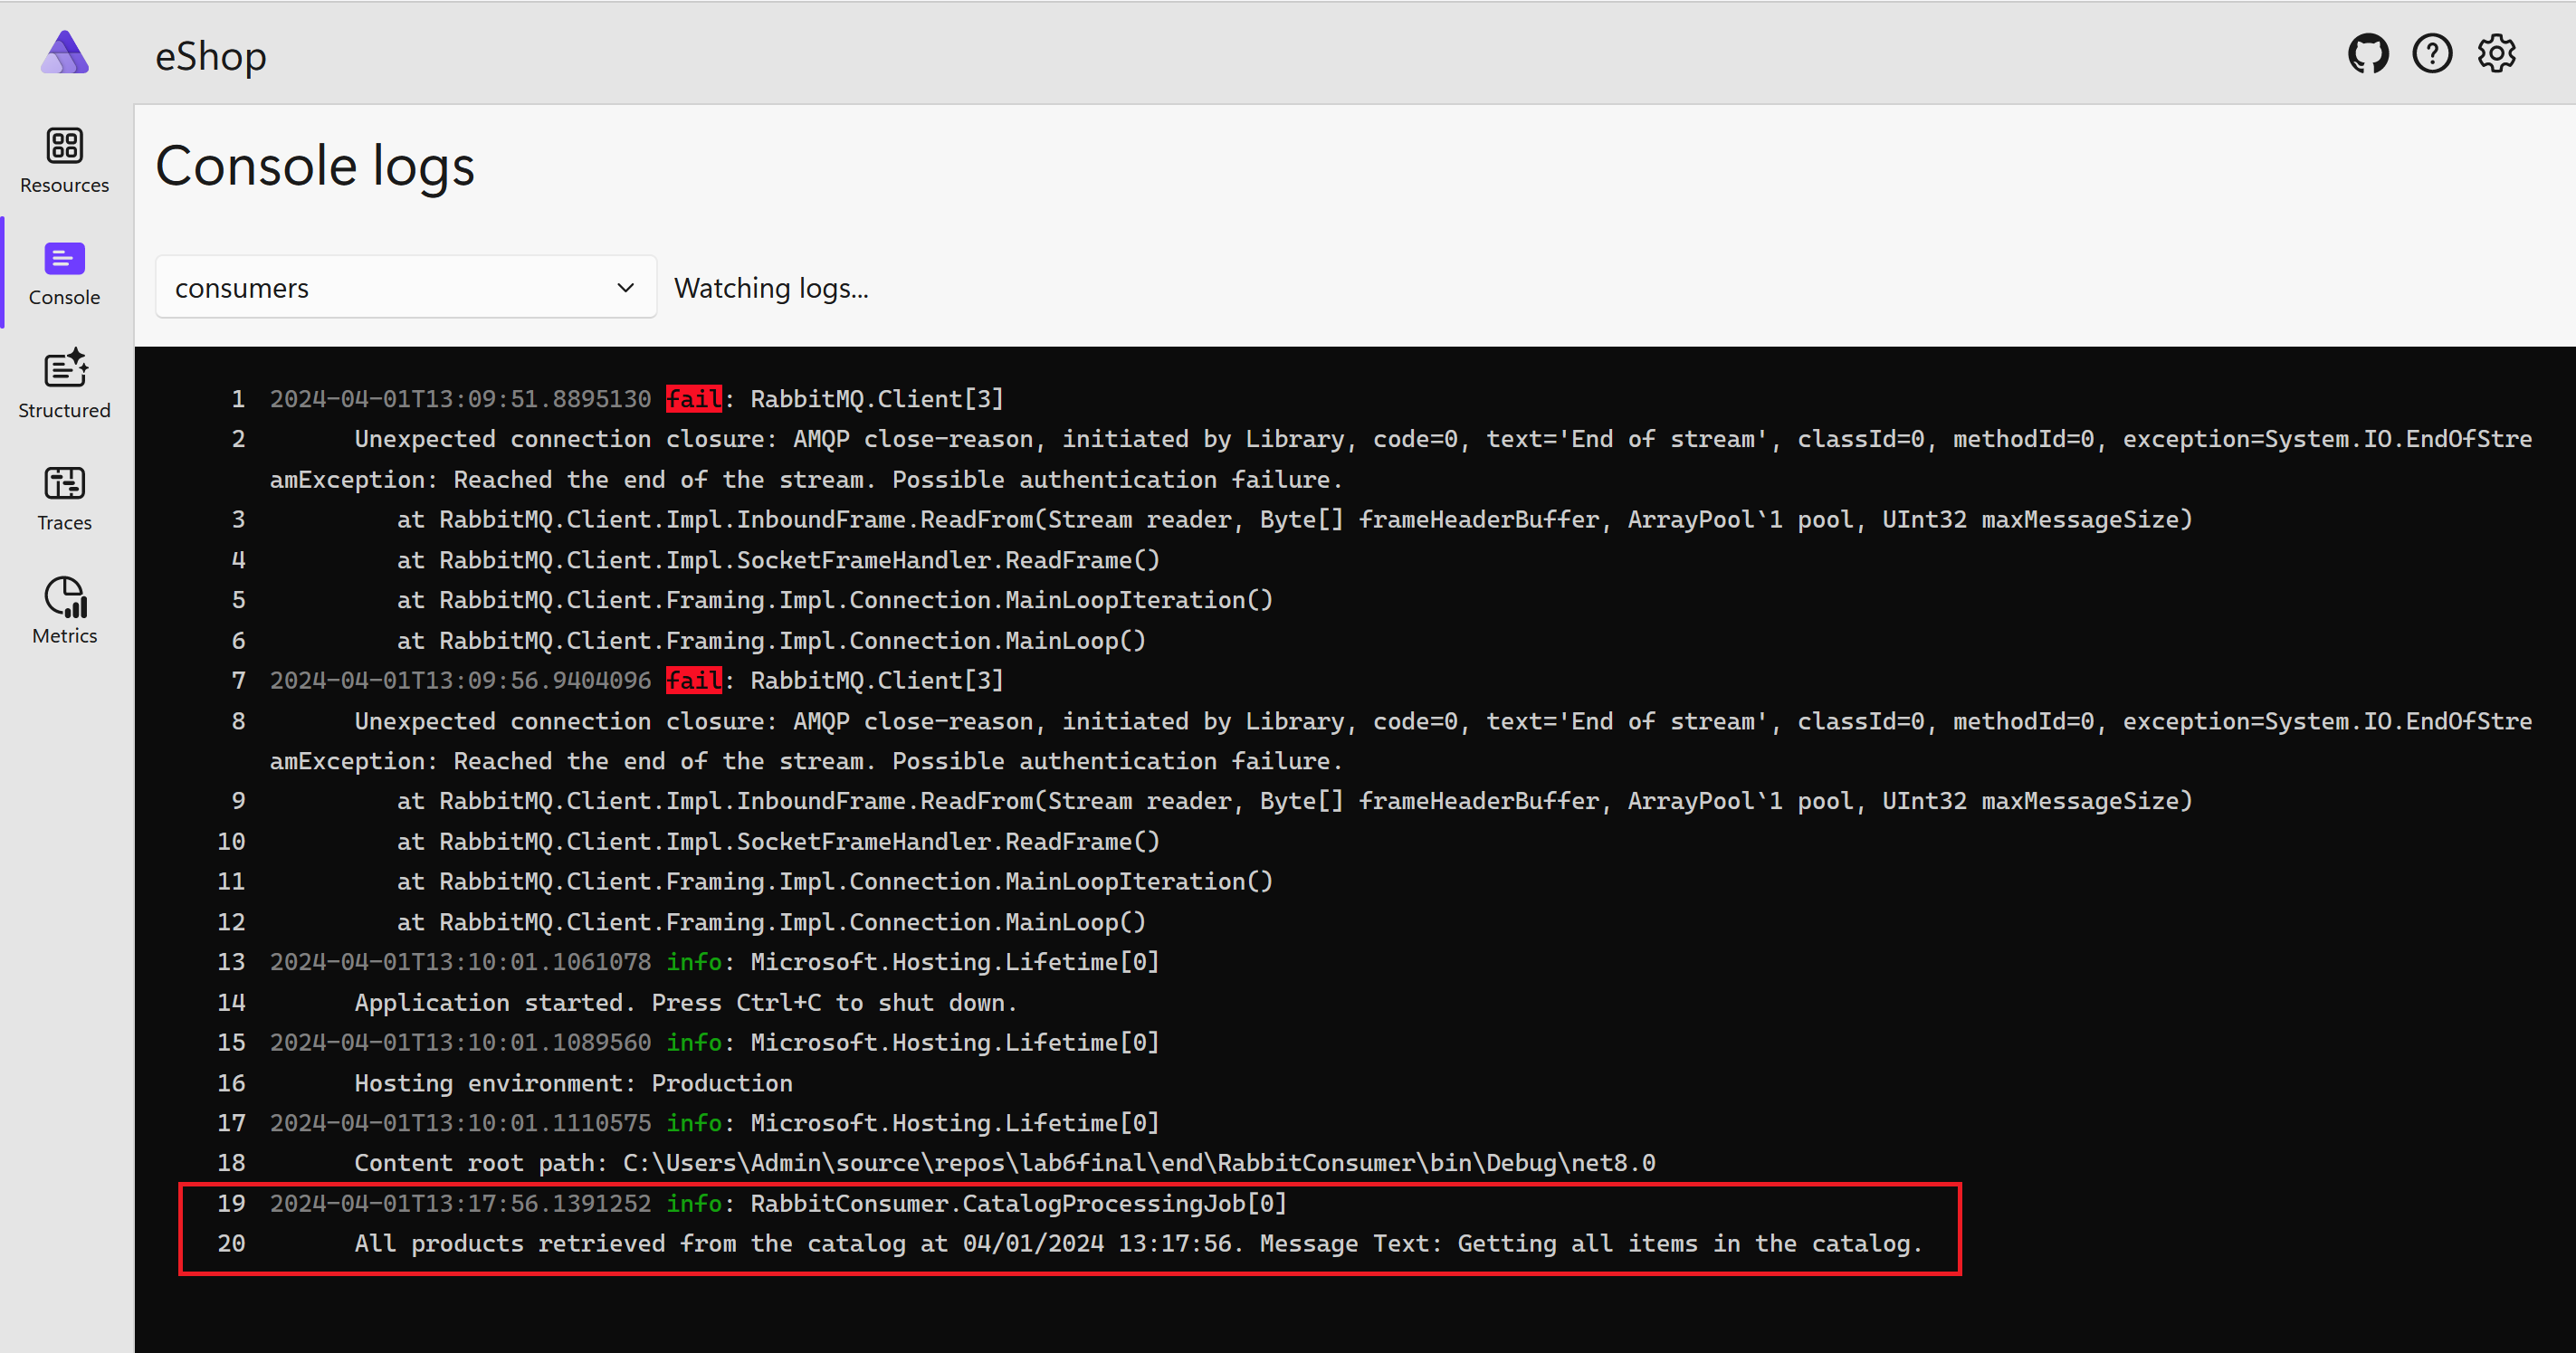 eShop
Resources
Console
Structured
Traces
Metrics
Console logs
consumers
Watching logs...
1 2024-04-01T13:09:51.8895130 fail: RabbitMQ.Client[3]
2 Unexpected connection closure: AMQP close-reason, initiated by Library, code=0, text='End of stream', classId=0, methodId=0, exception=System.IO.EndOfStre
amException: Reached the end of the stream. Possible authentication failure.
3 at RabbitMQ.Client.Impl.InboundFrame.ReadFrom(Stream reader, Byte[] frameHeaderBuffer, ArrayPool`1 pool, UInt32 maxMessageSize)
4 at RabbitMQ.Client.Impl.SocketFrameHandler.ReadFrame()
5 at RabbitMQ.Client.Framing.Impl.Connection.MainLoopIteration()
6 at RabbitMQ.Client.Framing.Impl.Connection.MainLoop()
7 2024-04-01T13:09:56.9404096 fail: RabbitMQ.Client[3]
8 Unexpected connection closure: AMQP close-reason, initiated by Library, code=0, text='End of stream', classId=0, methodId=0, exception=System.IO.EndOfStre
amException: Reached the end of the stream. Possible authentication failure.
9 at RabbitMQ.Client.Impl.InboundFrame.ReadFrom(Stream reader, Byte[] frameHeaderBuffer, ArrayPool`1 pool, UInt32 maxMessageSize)
10 at RabbitMQ.Client.Impl.SocketFrameHandler.ReadFrame()
11 at RabbitMQ.Client.Framing.Impl.Connection.MainLoopIteration()
12 at RabbitMQ.Client.Framing.Impl.Connection.MainLoop()
13 2024-04-01T13:10:01.1061078 info: Microsoft.Hosting.Lifetime[0]
14 Application started. Press Ctrl+C to shut down.
15 2024-04-01T13:10:01.1089560 info: Microsoft.Hosting.Lifetime[0]
16 Hosting environment: Production
17 2024-04-01T13:10:01.1110575 info: Microsoft.Hosting.Lifetime[0]
18 Content root path: C:\Users\Admin\source\repos\lab6final\end\RabbitConsumer\bin\Debug\net8.0
19 2024-04-01T13:17:56.1391252 info: RabbitConsumer.CatalogProcessingJob[0]
20 All products retrieved from the catalog at 04/01/2024 13:17:56. Message Text: Getting all items in the catalog.